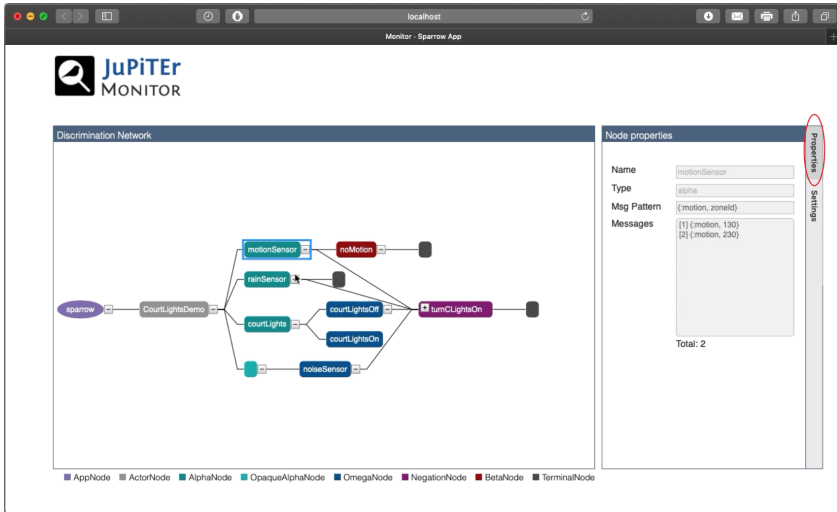 localhost
Monitor - Sparrow App
JuPiTEr
MONITOR
Discrimination Network
sparrow
CourtLightsDemo
motionSensor
noMotion
rainSensor
courtLights
courtLightsOff
turnCLightsOn
courtLightsOn
noiseSensor
AppNode ActorNode AlphaNode OpaqueAlphaNode OmegaNode NegationNode BetaNode TerminalNode
Node properties
Name motionSensor
Type alpha
Msg Pattern {:motion, zoneId}
Messages [1] {:motion, 130}
[2] {:motion, 230}
Total: 2
Properties
Settings